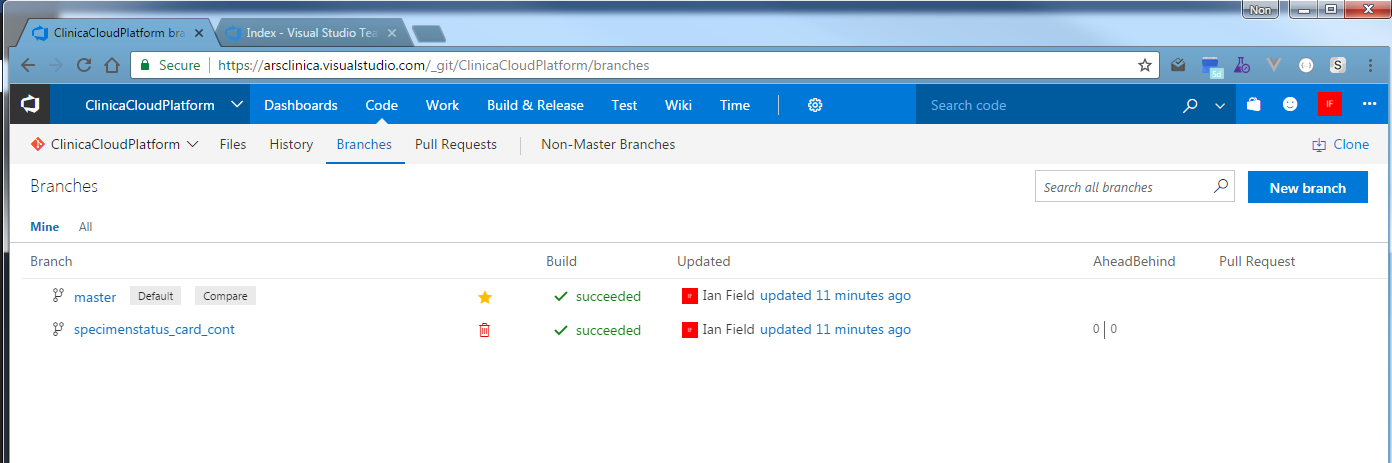 Non
ClinicaCloudPlatform bra
Index - Visual Studio Tea
Secure https://arsclinica.visualstudio.com/_git/ClinicaCloudPlatform/branches
5d
S
ClinicaCloudPlatform Dashboards Code Work Build & Release Test Wiki Time Search code IF
ClinicaCloudPlatform Files History Branches Pull Requests Non-Master Branches Clone
Branches Search all branches New branch
Mine All
Branch Build Updated AheadBehind Pull Request
master Default Compare succeeded IF Ian Field updated 11 minutes ago
specimenstatus_card_cont succeeded IF Ian Field updated 11 minutes ago 0 0